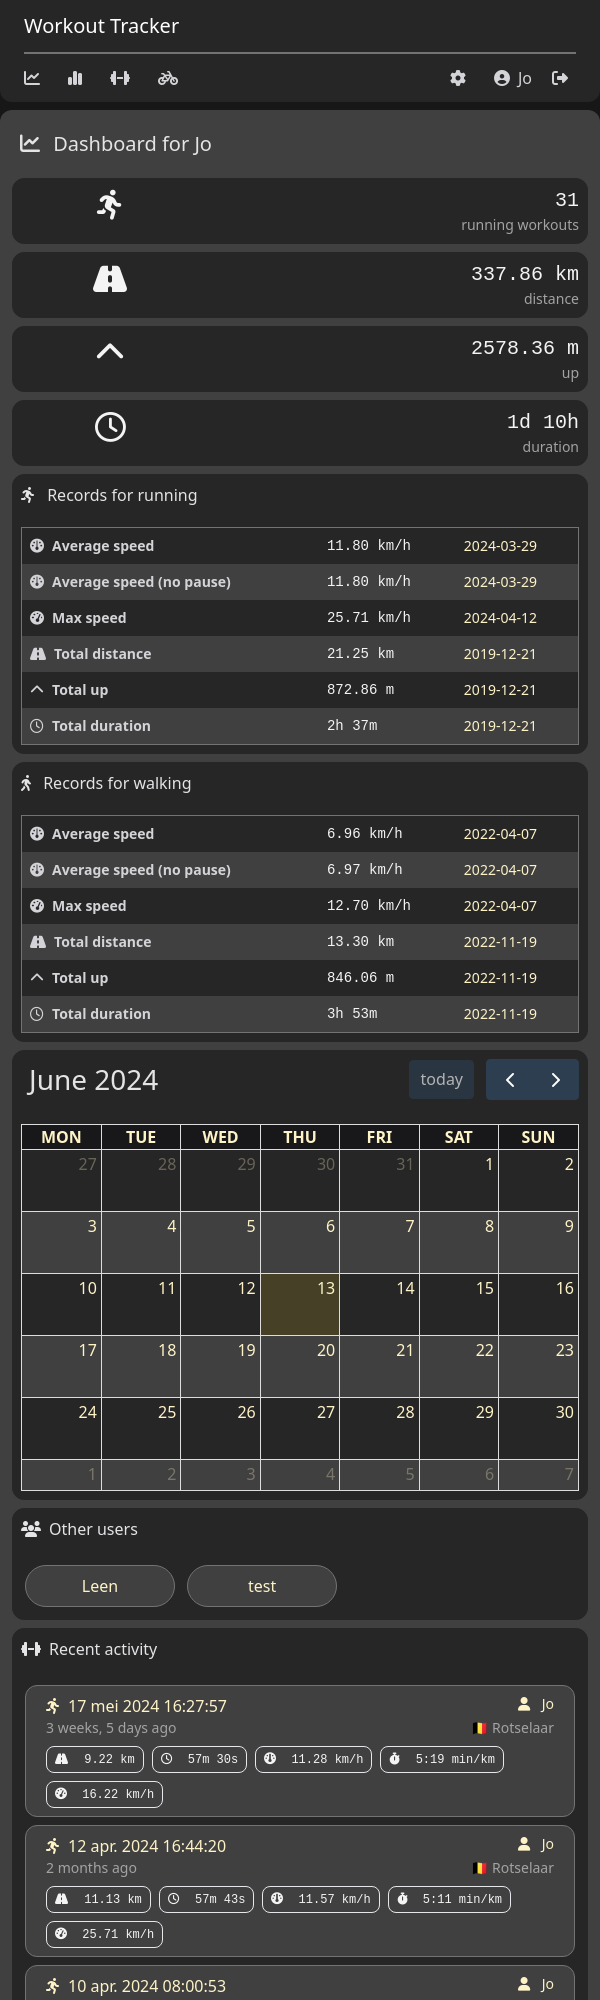 Workout Tracker
Jo
Dashboard for Jo
31
running workouts
337.86 km
distance
2578.36 m
up
1d 10h
duration
Records for running
Average speed 11.80 km/h 2024-03-29
Average speed (no pause) 11.80 km/h 2024-03-29
Max speed 25.71 km/h 2024-04-12
Total distance 21.25 km 2019-12-21
Total up 872.86 m 2019-12-21
Total duration 2h 37m 2019-12-21
Records for walking
Average speed 6.96 km/h 2022-04-07
Average speed (no pause) 6.97 km/h 2022-04-07
Max speed 12.70 km/h 2022-04-07
Total distance 13.30 km 2022-11-19
Total up 846.06 m 2022-11-19
Total duration 3h 53m 2022-11-19
June 2024 today
MON TUE WED THU FRI SAT SUN
27 28 29 30 31 1 2
3 4 5 6 7 8 9
10 11 12 13 14 15 16
17 18 19 20 21 22 23
24 25 26 27 28 29 30
1 2 3 4 5 6 7
Other users
Leen test
Recent activity
17 mei 2024 16:27:57 Jo
3 weeks, 5 days ago Rotselaar
9.22 km 57m 30s 11.28 km/h 5:19 min/km
16.22 km/h
12 apr. 2024 16:44:20 Jo
2 months ago Rotselaar
11.13 km 57m 43s 11.57 km/h 5:11 min/km
25.71 km/h
10 apr. 2024 08:00:53 Jo